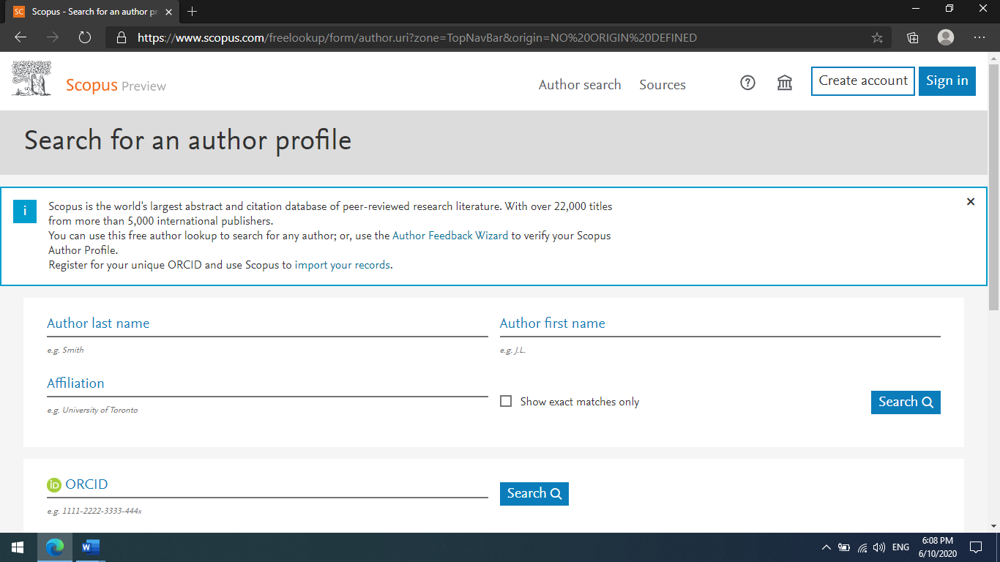 SC Scopus - Search for an author pr
https://www.scopus.com/freelookup/form/author.uri?zone=TopNavBar&origin=NO%20ORIGIN%20DEFINED
Scopus Preview
Author search Sources
Create account
Sign in
Search for an author profile
i
Scopus is the world's largest abstract and citation database of peer-reviewed research literature. With over 22,000 titles
from more than 5,000 international publishers.
You can use this free author lookup to search for any author; or, use the Author Feedback Wizard to verify your Scopus
Author Profile.
Register for your unique ORCID and use Scopus to import your records.
Author last name
e.g. Smith
Author first name
e.g. J.L.
Affiliation
e.g. University of Toronto
Show exact matches only
Search
iD ORCID
e.g. 1111-2222-3333-444x
Search
W
ENG
6:08 PM
6/10/2020